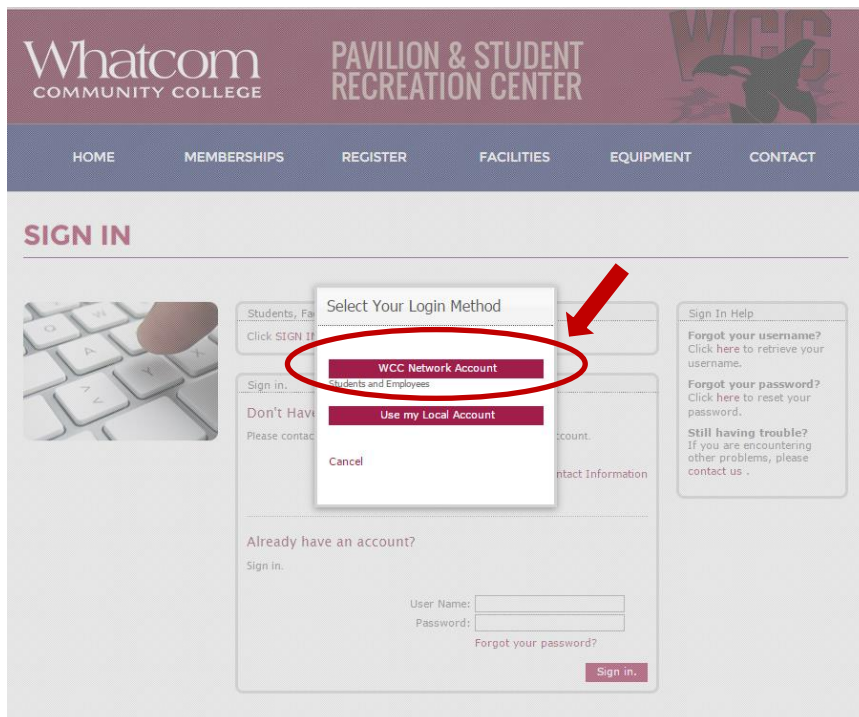 Whatcom
COMMUNITY COLLEGE
PAVILION & STUDENT
RECREATION CENTER
WCC
HOME MEMBERSHIPS REGISTER FACILITIES EQUIPMENT CONTACT
SIGN IN
Students, Fa
Click SIGN IN
Select Your Login Method
WCC Network Account
Students and Employees
Use my Local Account
Cancel
Sign in.
Don't Have
Please contac
ccount.
ntact Information
Already have an account?
Sign in.
User Name:
Password:
Forgot your password?
Sign in.
Sign In Help
Forgot your username?
Click here to retrieve your
username.
Forgot your password?
Click here to reset your
password.
Still having trouble?
If you are encountering
other problems, please
contact us .